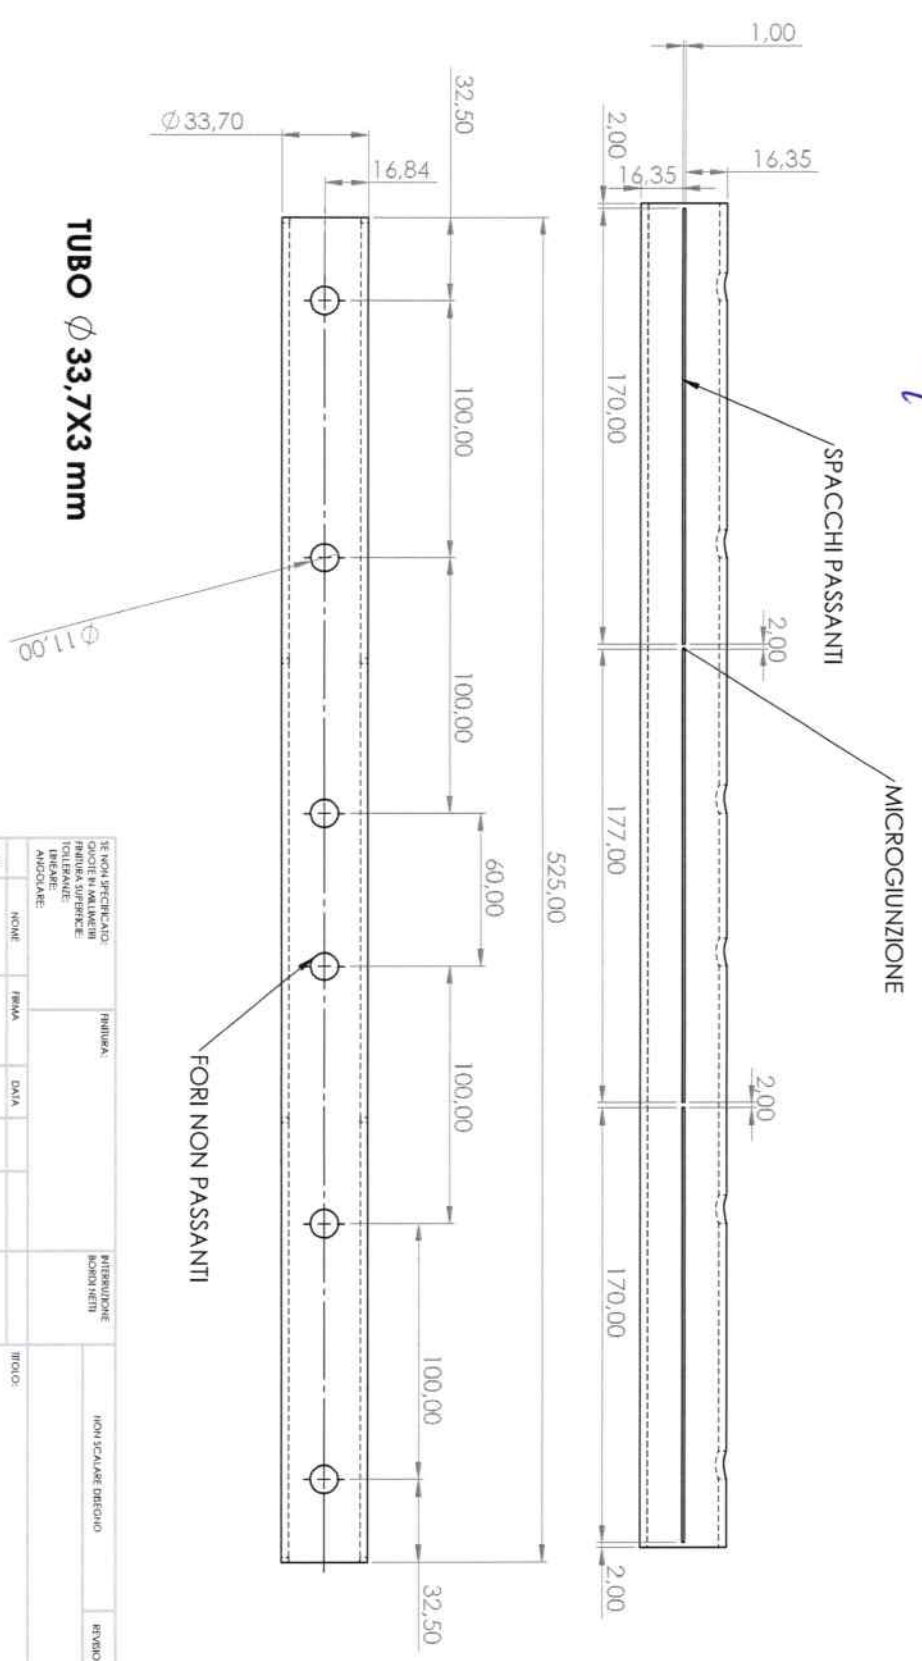 1,00
16,35
2,00
16,35
SPACCHI PASSANTI
MICROGIUNZIONE
170,00
2,00
177,00
2,00
170,00
2,00
525,00
32,50
100,00
100,00
60,00
100,00
100,00
32,50
16,84
Ø33,70
FORI NON PASSANTI
Ø 11,00
TUBO Ø 33,7X3 mm
SE NON SPECIFICATO:
QUOTE IN MILLIMETRI
FINITURA SUPERFICIE:
TOLLERANZE:
LINEARE:
ANGOLARE:
FINITURA:
INTERRUZIONE
BORDI NETTI
NON SCALARE DISEGNO
REVISIO
NOME
FIRMA
DATA
TITOLO: